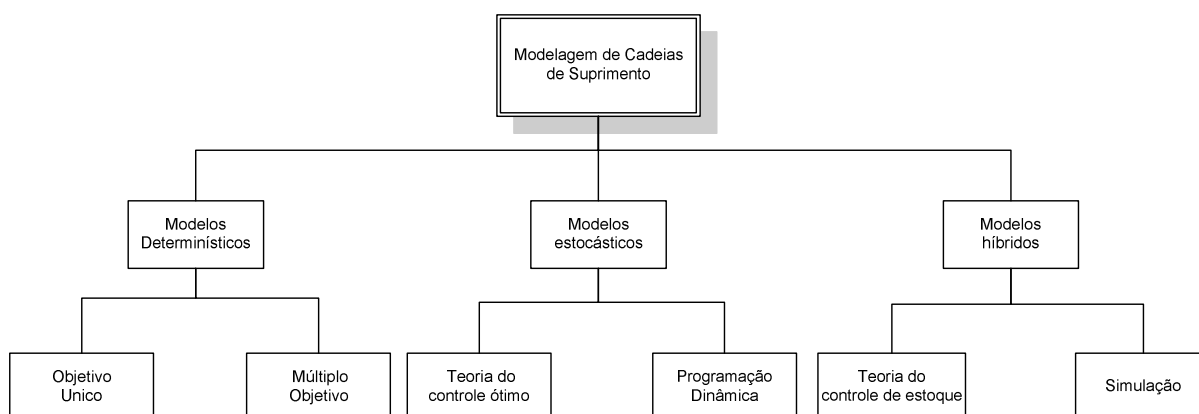 Modelagem de Cadeias
de Suprimento
Modelos
Determinísticos
Modelos
estocásticos
Modelos
híbridos
Objetivo
Unico
Múltiplo
Objetivo
Teoria do
controle ótimo
Programação
Dinâmica
Teoria do
controle de estoque
Simulação